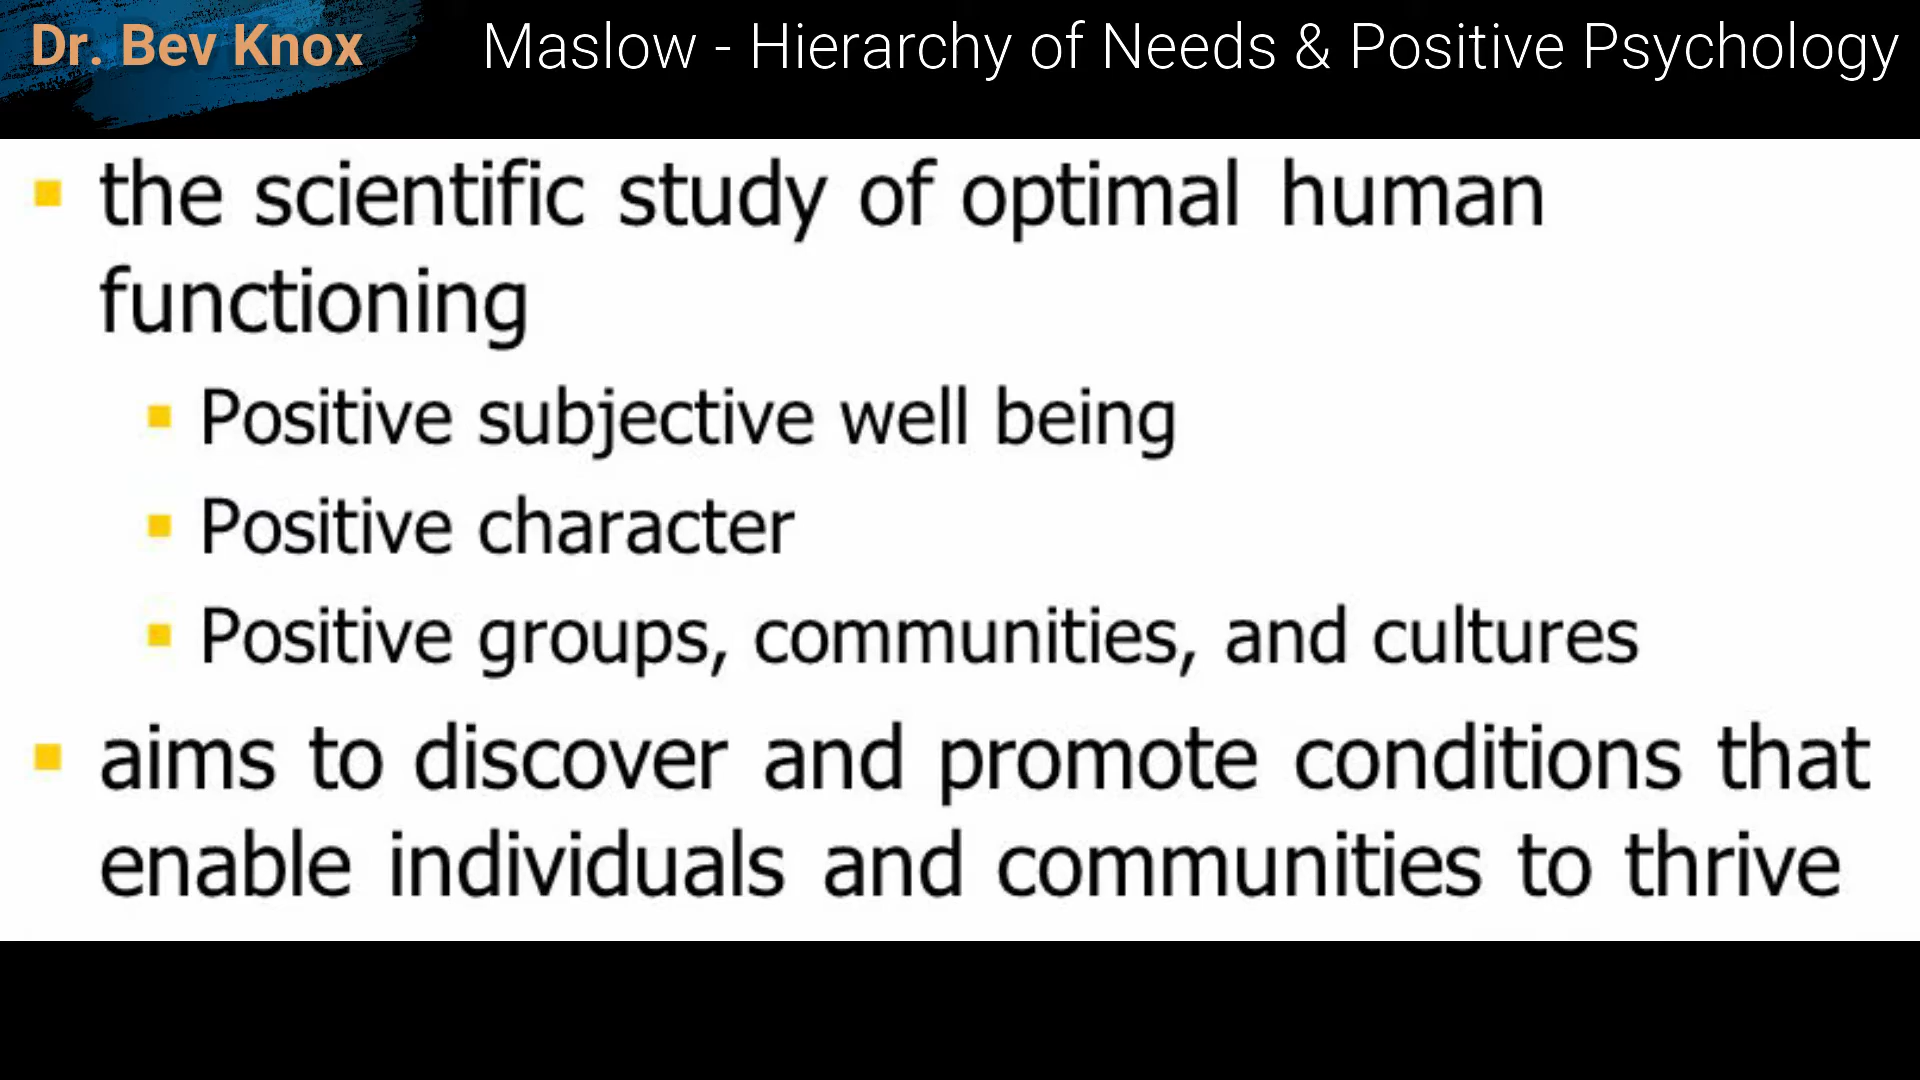 Dr. Bev Knox
Maslow - Hierarchy of Needs & Positive Psychology
the scientific study of optimal human
functioning
Positive subjective well being
Positive character
Positive groups, communities, and cultures
aims to discover and promote conditions that
enable individuals and communities to thrive